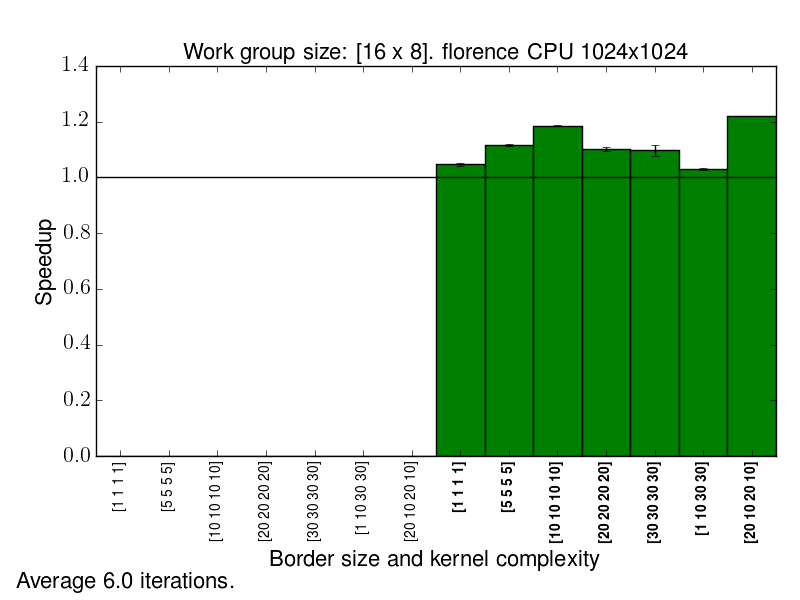 Work group size: [16 x 8]. florence CPU 1024x1024
1.4
1.2
1.0
0.8
0.6
0.4
0.2
0.0
Speedup
[1 1 1 1]
[5 5 5 5]
[10 10 10 10]
[20 20 20 20]
[30 30 30 30]
[1 10 30 10]
[20 10 20 10]
[1 1 1 1]
[5 5 5 5]
[10 10 10 10]
[20 20 20 20]
[30 30 30 30]
[1 10 30 10]
[20 10 20 10]
Border size and kernel complexity
Average 6.0 iterations.